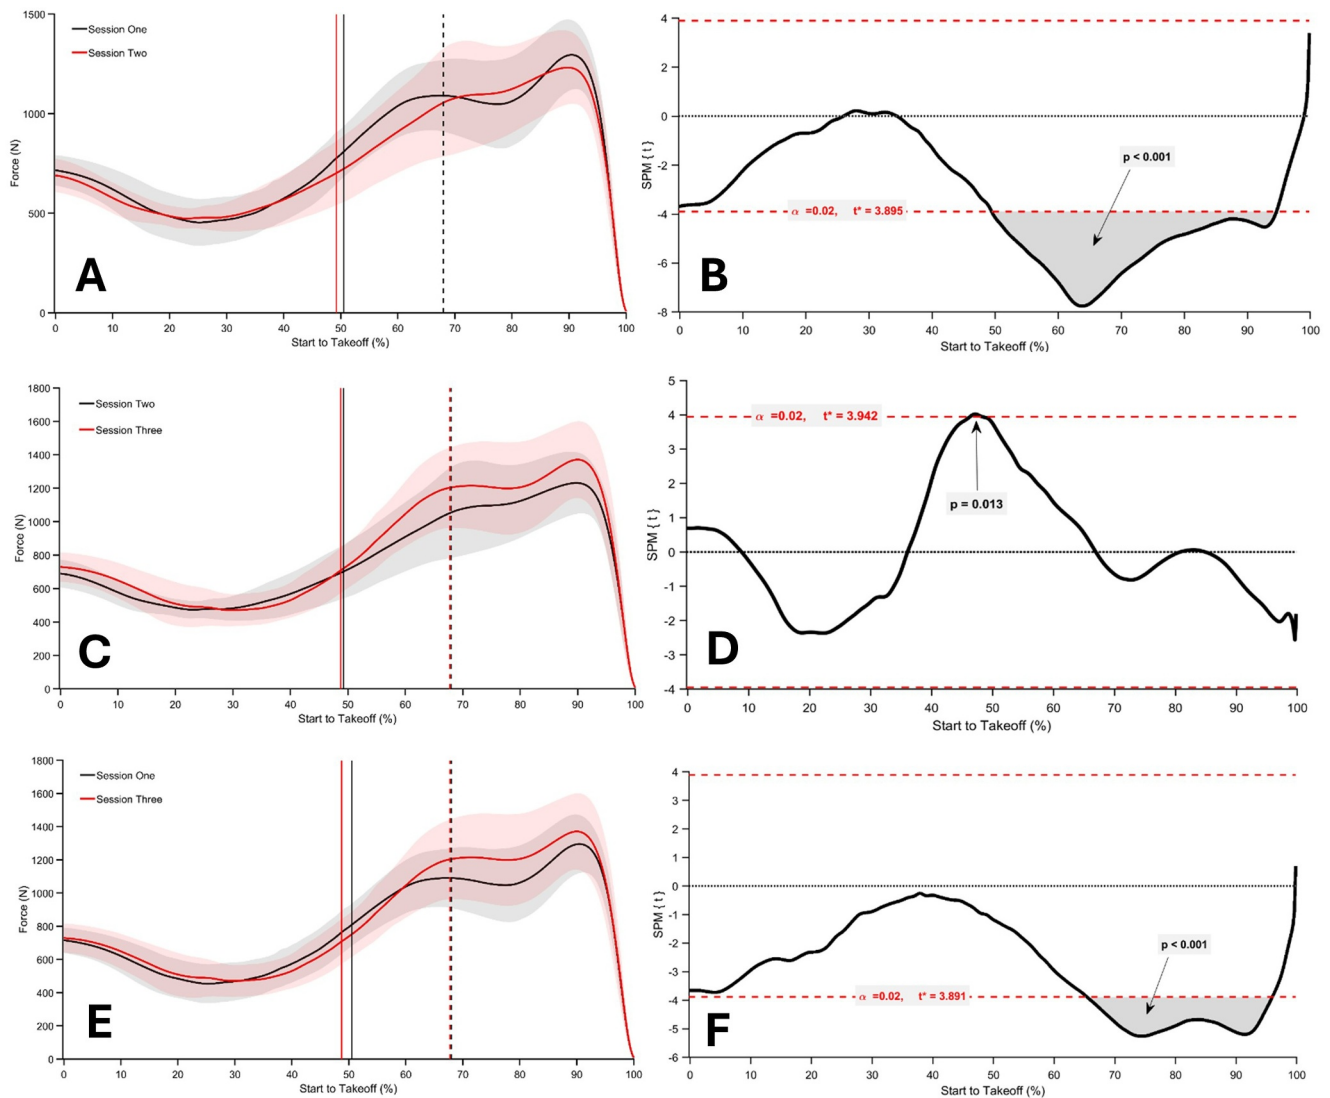 1500
1000
500
0
Force (N)
Session One
Session Two
A
0 10 20 30 40 50 60 70 80 90 100
Start to Takeoff (%)
4
2
0
-2
-4
-6
-8
SPM { t }
p < 0.001
α =0.02, t* = 3.895
B
0 10 20 30 40 50 60 70 80 90 100
Start to Takeoff (%)
1800
1600
1400
1200
1000
800
600
400
200
0
Force (N)
Session Two
Session Three
C
0 10 20 30 40 50 60 70 80 90 100
Start to Takeoff (%)
5
4
3
2
1
0
-1
-2
-3
-4
SPM { t }
α =0.02, t* = 3.942
p = 0.013
D
0 10 20 30 40 50 60 70 80 90 100
Start to Takeoff (%)
1800
1600
1400
1200
1000
800
600
400
200
0
Force (N)
Session One
Session Three
E
0 10 20 30 40 50 60 70 80 90 100
Start to Takeoff (%)
4
3
2
1
0
-1
-2
-3
-4
-5
-6
SPM { t }
p < 0.001
α =0.02, t* = 3.891
F
0 10 20 30 40 50 60 70 80 90 100
Start to Takeoff (%)